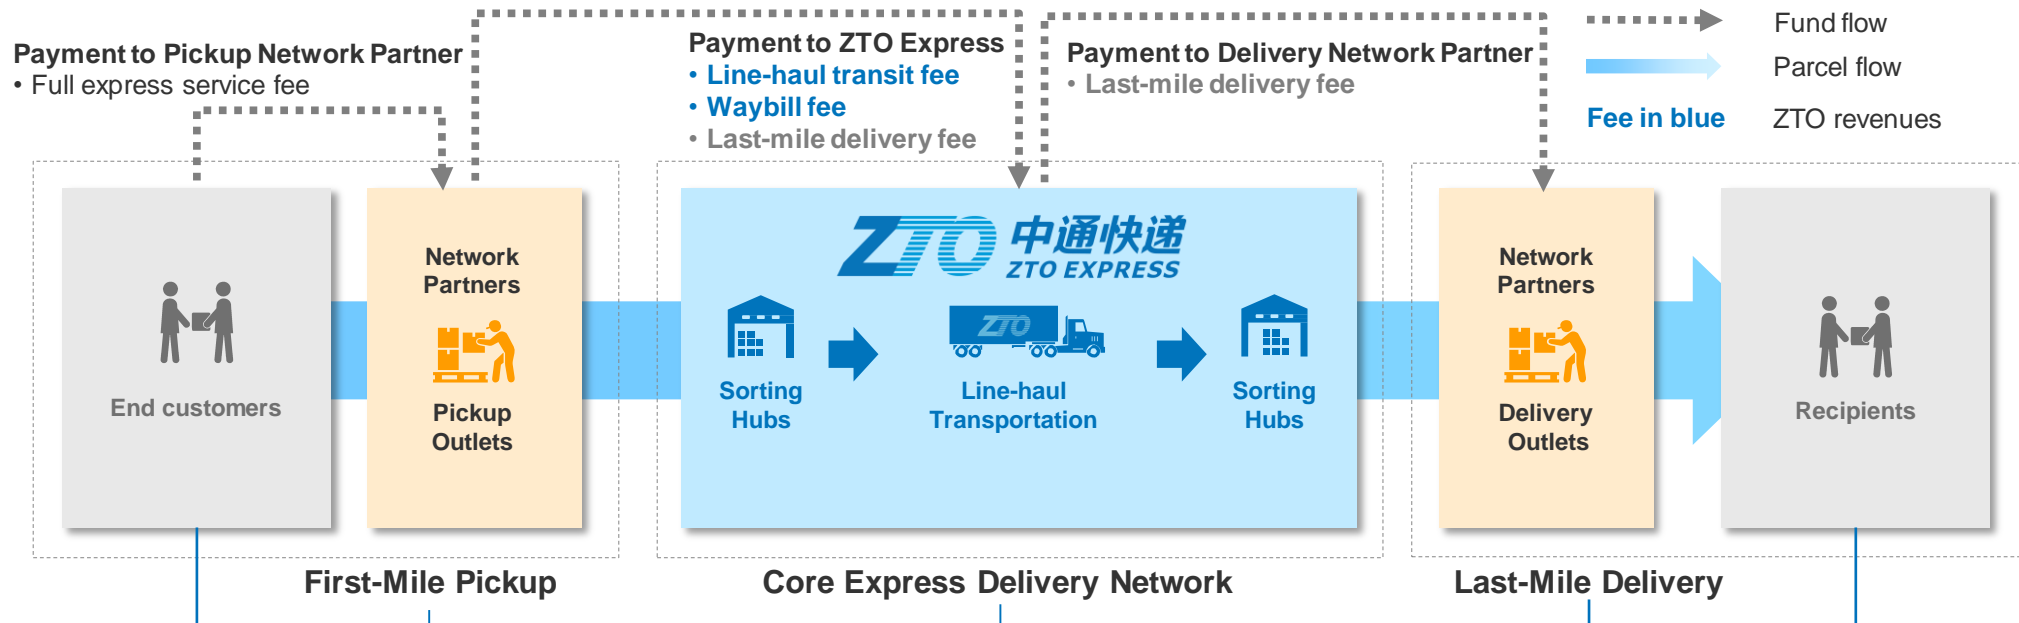 Payment to Pickup Network Partner
• Full express service fee
Payment to ZTO Express
• Line-haul transit fee
• Waybill fee
• Last-mile delivery fee
Payment to Delivery Network Partner
• Last-mile delivery fee
Fund flow
Parcel flow
Fee in blue ZTO revenues
End customers
Network
Partners
Pickup
Outlets
ZTO 中通快递
ZTO EXPRESS
Sorting
Hubs
ZTO
Line-haul
Transportation
Sorting
Hubs
Network
Partners
Delivery
Outlets
Recipients
First-Mile Pickup
Core Express Delivery Network
Last-Mile Delivery